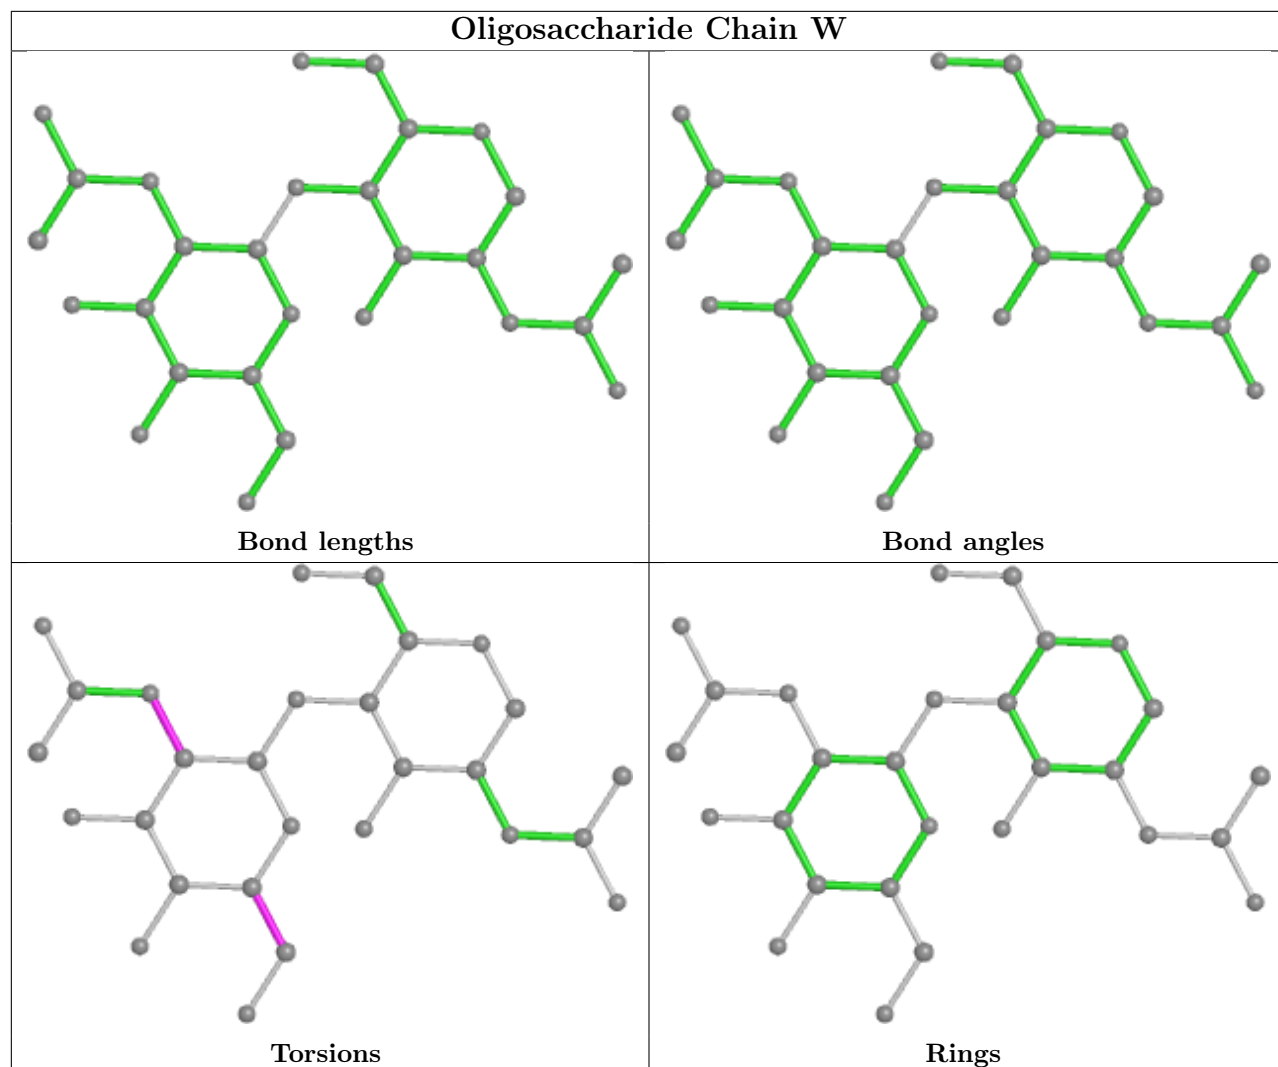 Oligosaccharide Chain W
Bond lengths
Bond angles
Torsions
Rings